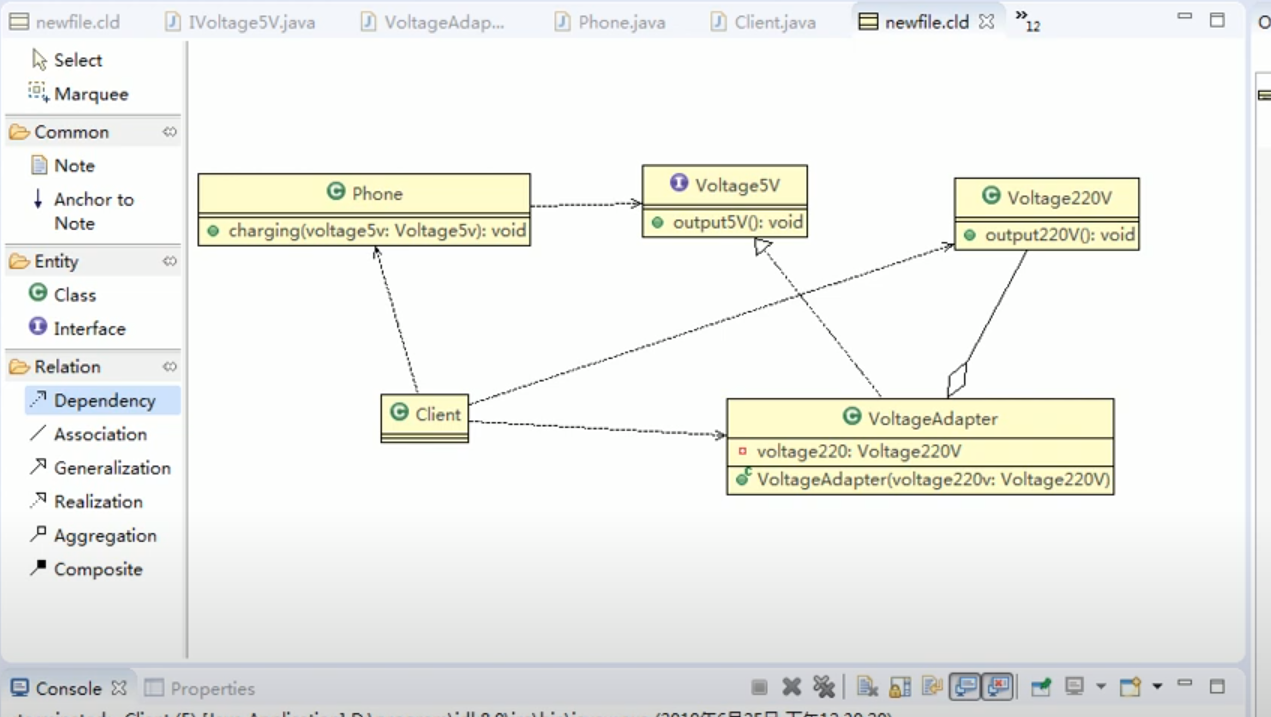 newfile.cld
IVoltage5V.java
VoltageAdap...
Phone.java
Client.java
newfile.cld
»12
Select
Marquee
Common
Note
Anchor to
Note
Entity
Class
Interface
Relation
Dependency
Association
Generalization
Realization
Aggregation
Composite
C Phone
charging(voltage5v: Voltage5v): void
I Voltage5V
output5V(): void
C Voltage220V
output220V(): void
C Client
C VoltageAdapter
voltage220: Voltage220V
VoltageAdapter(voltage220v: Voltage220V)
Console
Properties